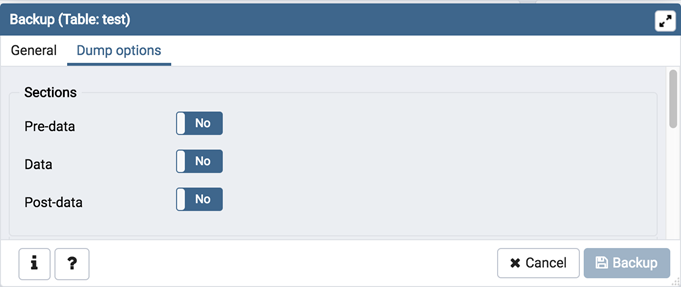 Backup (Table: test)
General Dump options
Sections
Pre-data No
Data No
Post-data No
i ? Cancel Backup